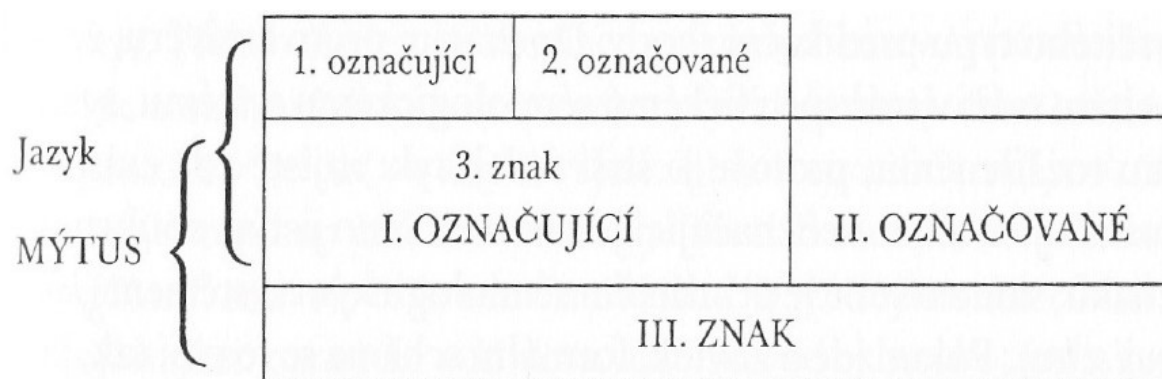 1. označující 2. označované
Jazyk
3. znak
MÝTUS
I. OZNAČUJÍCÍ II. OZNAČOVANÉ
III. ZNAK